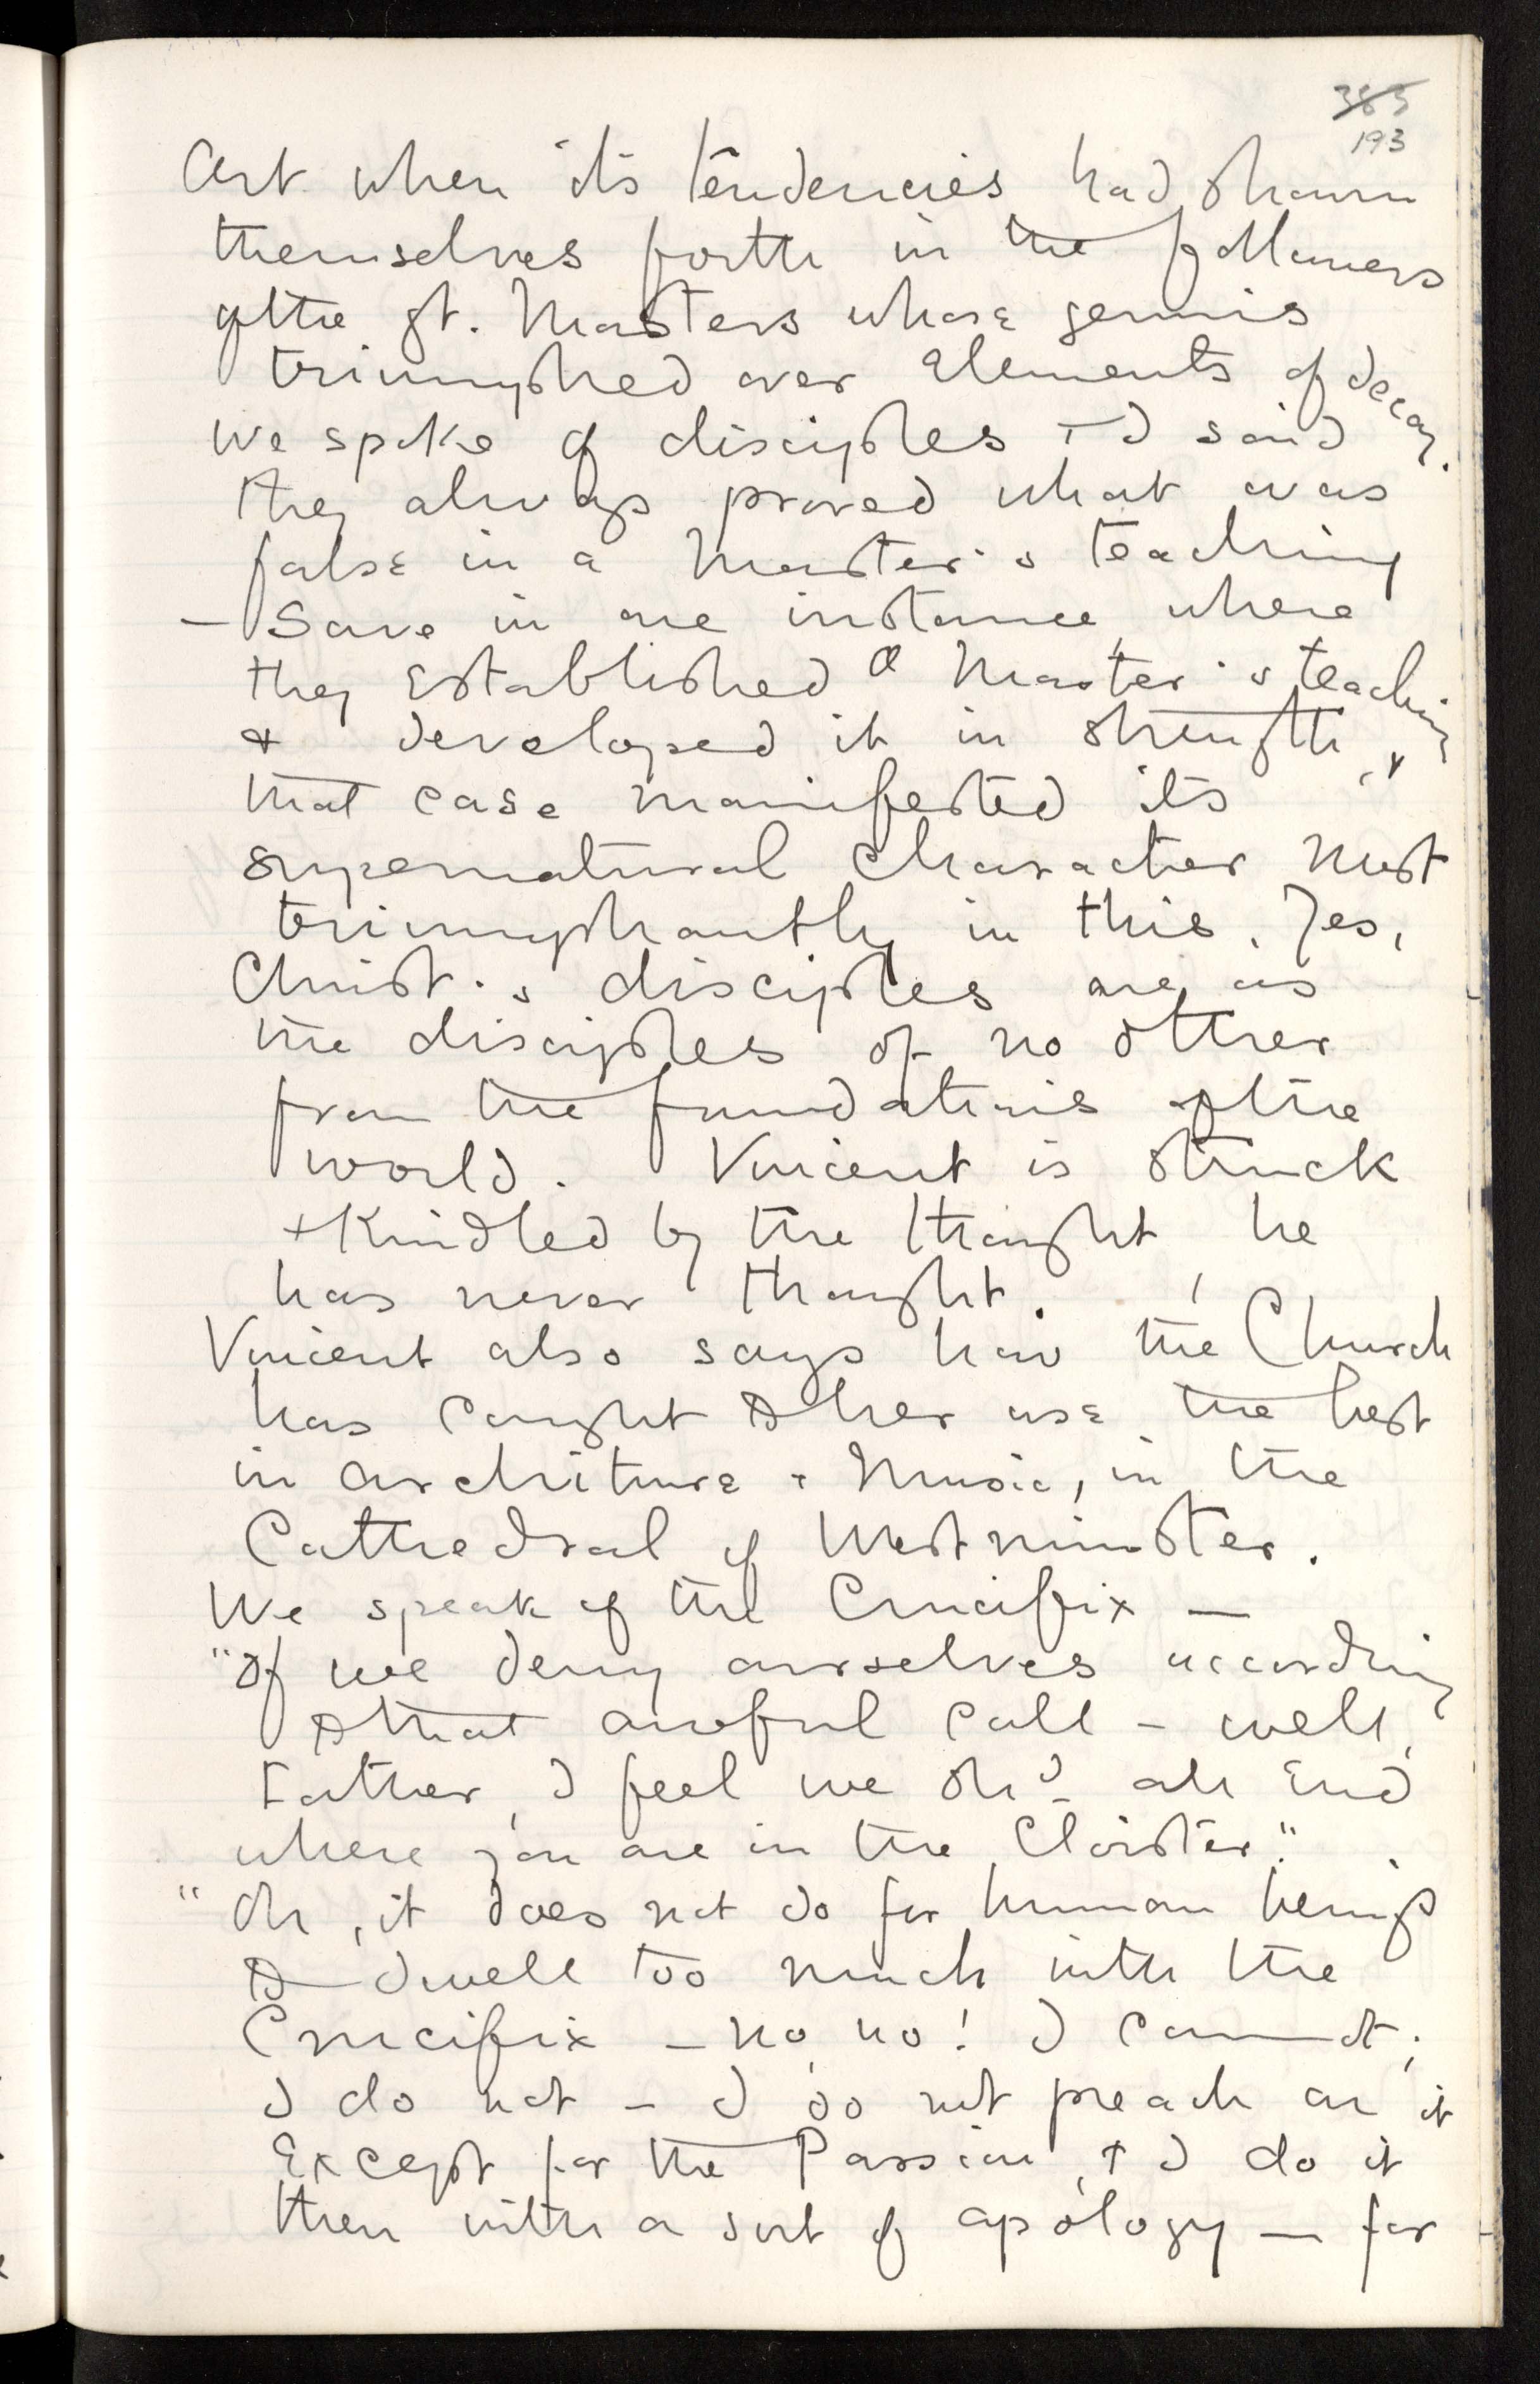 385
193
Art when its tendencies had shown
themselves forth in the followers
of the gt. Masters whose genius
triumphed over Elements of decay.
We spoke of disciples + I said
they always proved what was
false in a Master's teaching
— Save in one instance where
they Established a Master's teaching
& developed it in strength, &
that case manifested its
supernatural character most
triumphantly in this. Yes,
Christ's disciples are as
the disciples of no other
from the foundations of the
world. Vincent is struck
+ Kindled by the thought he
has never thought.
Vincent also says how the Church
has caught to her use the best
in architture + Music, in the
Cathedral of Westminster.
We speak of the Crucifix —
"If we deny ourselves according
to that awful call — well,
Father, I feel we shd all End
where you are in the Cloister."
"Oh, it does not do for human beings
to dwell too much with the
Crucifix — no, no! I cannot;
I do not — I do not preach on it
Except for the Passion, + I do it
then with a sort of apology — for